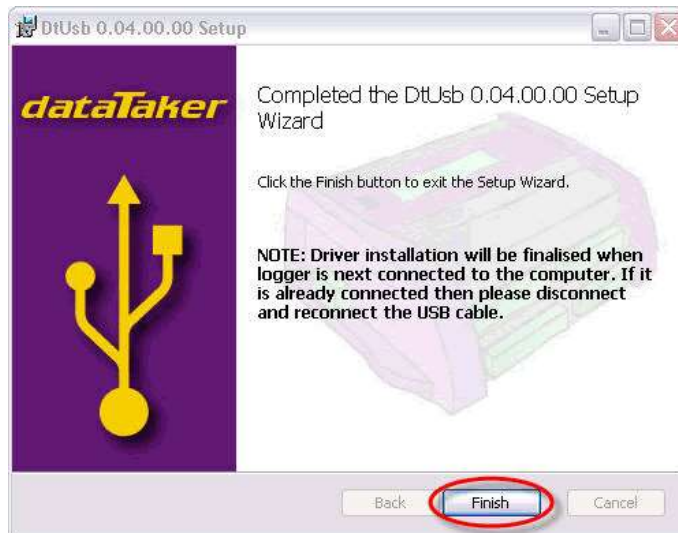 DtUsb 0.04.00.00 Setup
dataTaker
Completed the DtUsb 0.04.00.00 Setup
Wizard
Click the Finish button to exit the Setup Wizard.
NOTE: Driver installation will be finalised when
logger is next connected to the computer. If it
is already connected then please disconnect
and reconnect the USB cable.
Back
Finish
Cancel